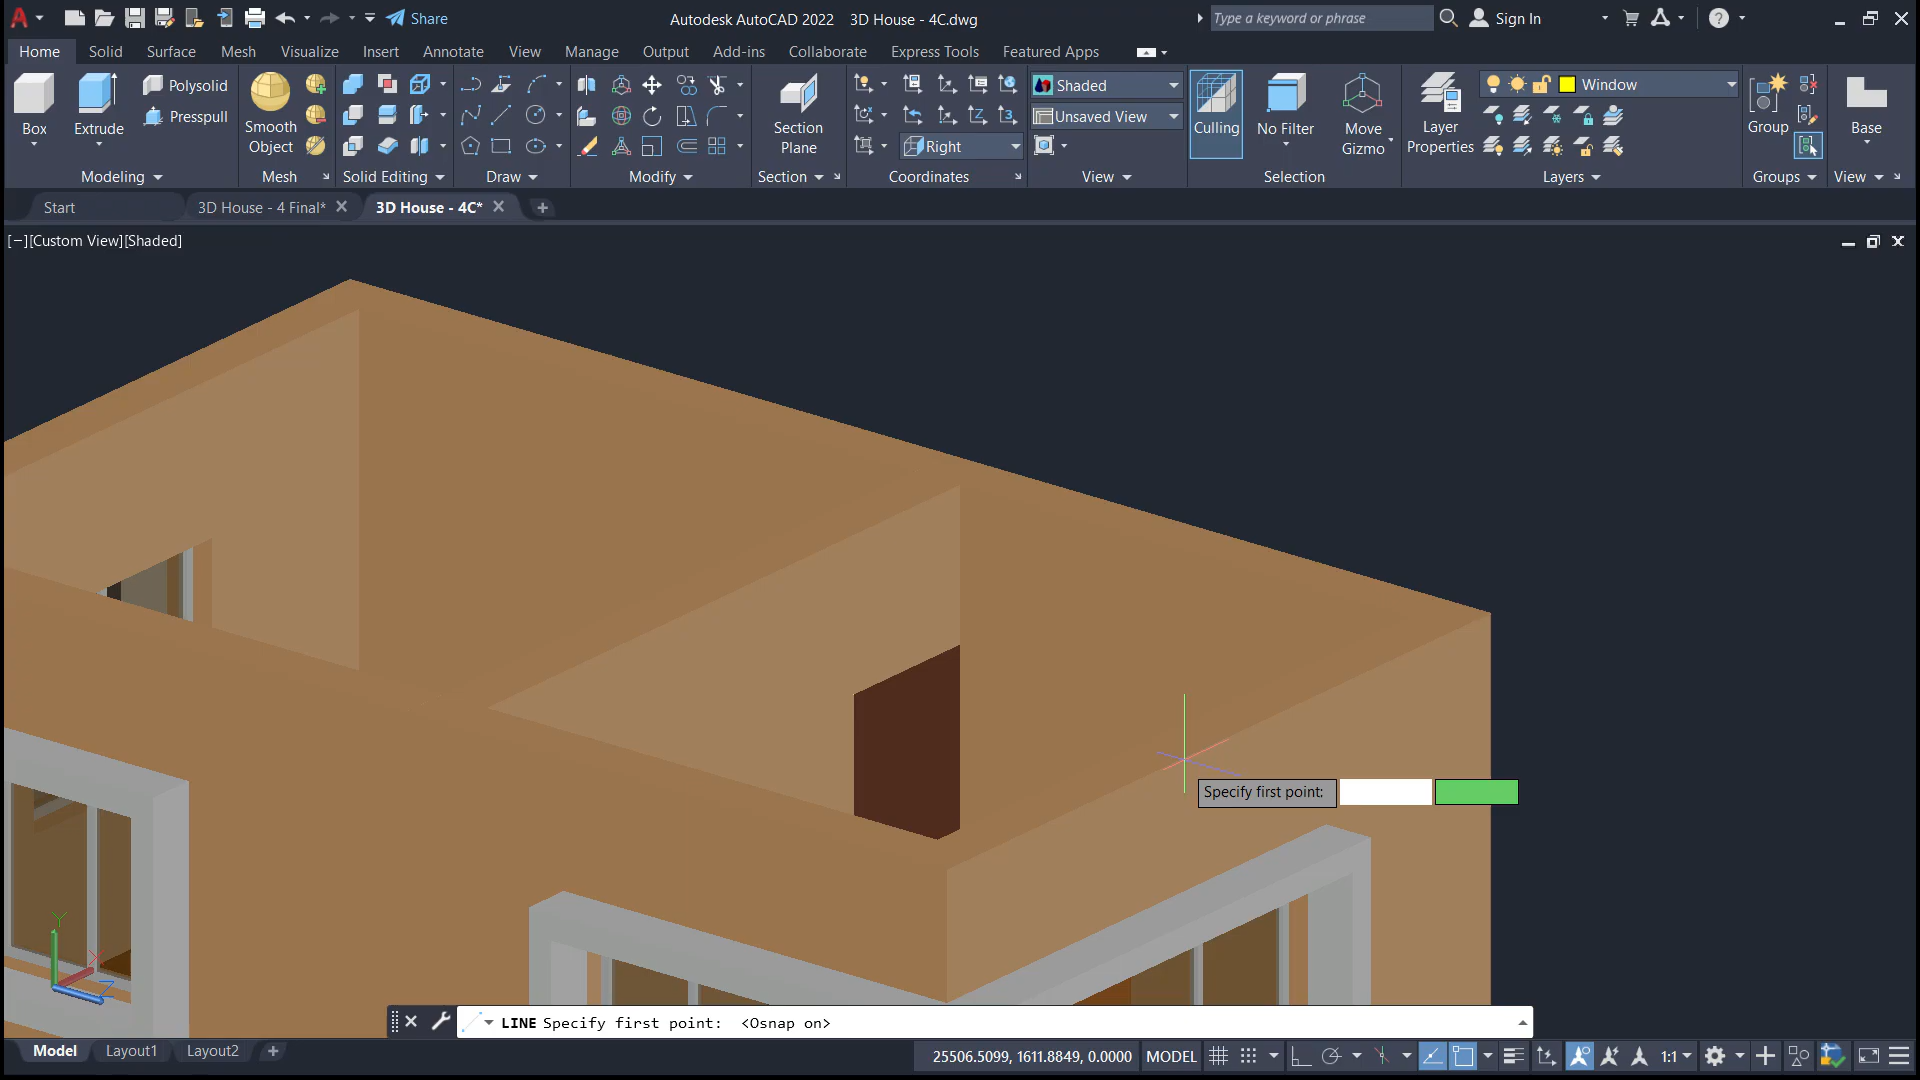 Share
Autodesk AutoCAD 2022 3D House - 4C.dwg
Type a keyword or phrase
Sign In
Home Solid Surface Mesh Visualize Insert Annotate View Manage Output Add-ins Collaborate Express Tools Featured Apps
Box
Extrude
Polysolid
Presspull
Smooth
Object
Section
Plane
Right
Shaded
Unsaved View
Culling
No Filter
Move
Gizmo
Layer
Properties
Window
Group
Base
Modeling
Mesh
Solid Editing
Draw
Modify
Section
Coordinates
View
Selection
Layers
Groups
View
Start
3D House - 4 Final*
3D House - 4C*
[−][Custom View][Shaded]
Specify first point:
Y
X
Z
LINE Specify first point: <Osnap on>
Model Layout1 Layout2
25506.5099, 1611.8849, 0.0000 MODEL 1:1